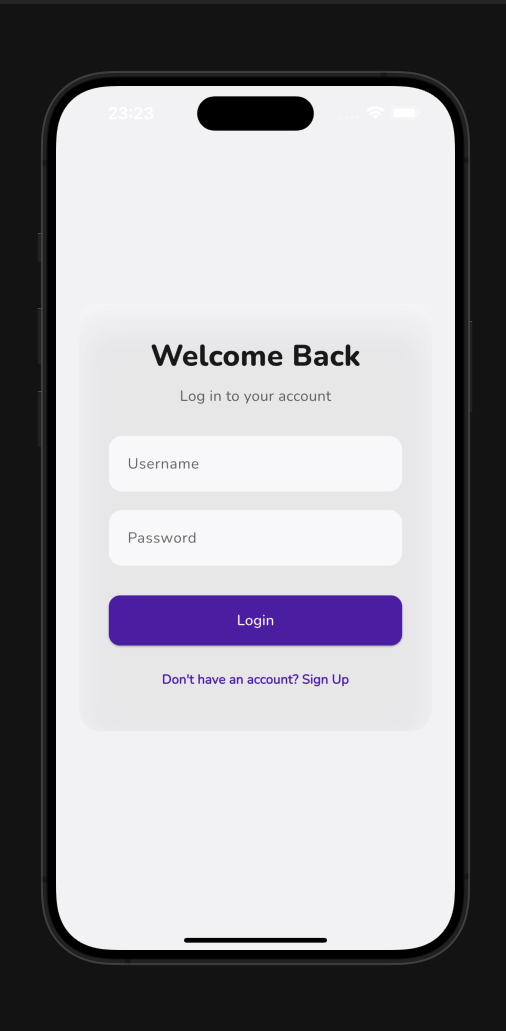 23:23
Welcome Back
Log in to your account
Username
Password
Login
Don't have an account? Sign Up